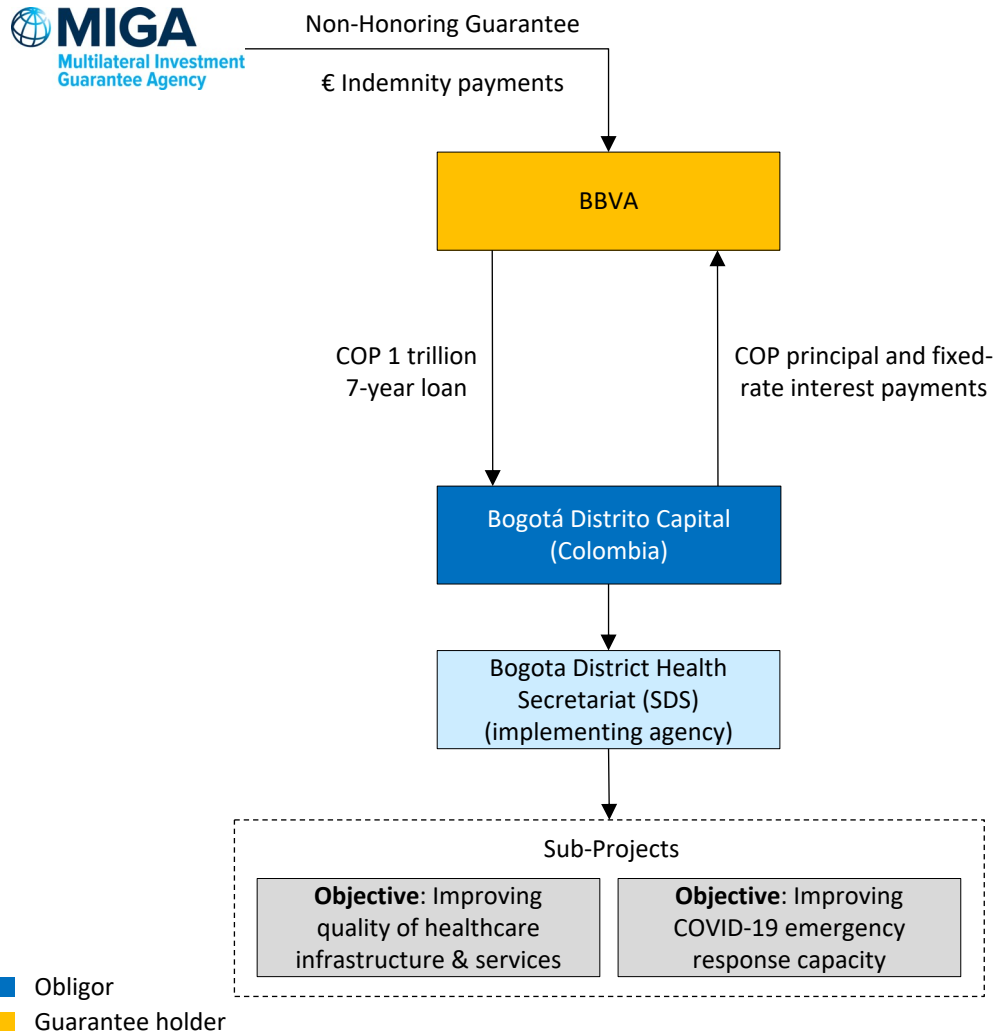 MIGA
Multilateral Investment
Guarantee Agency
Non-Honoring Guarantee
€ Indemnity payments
BBVA
COP 1 trillion
7-year loan
COP principal and fixed-
rate interest payments
Bogotá Distrito Capital
(Colombia)
Bogota District Health
Secretariat (SDS)
(implementing agency)
Sub-Projects
Objective: Improving
quality of healthcare
infrastructure & services
Objective: Improving
COVID-19 emergency
response capacity
Obligor
Guarantee holder